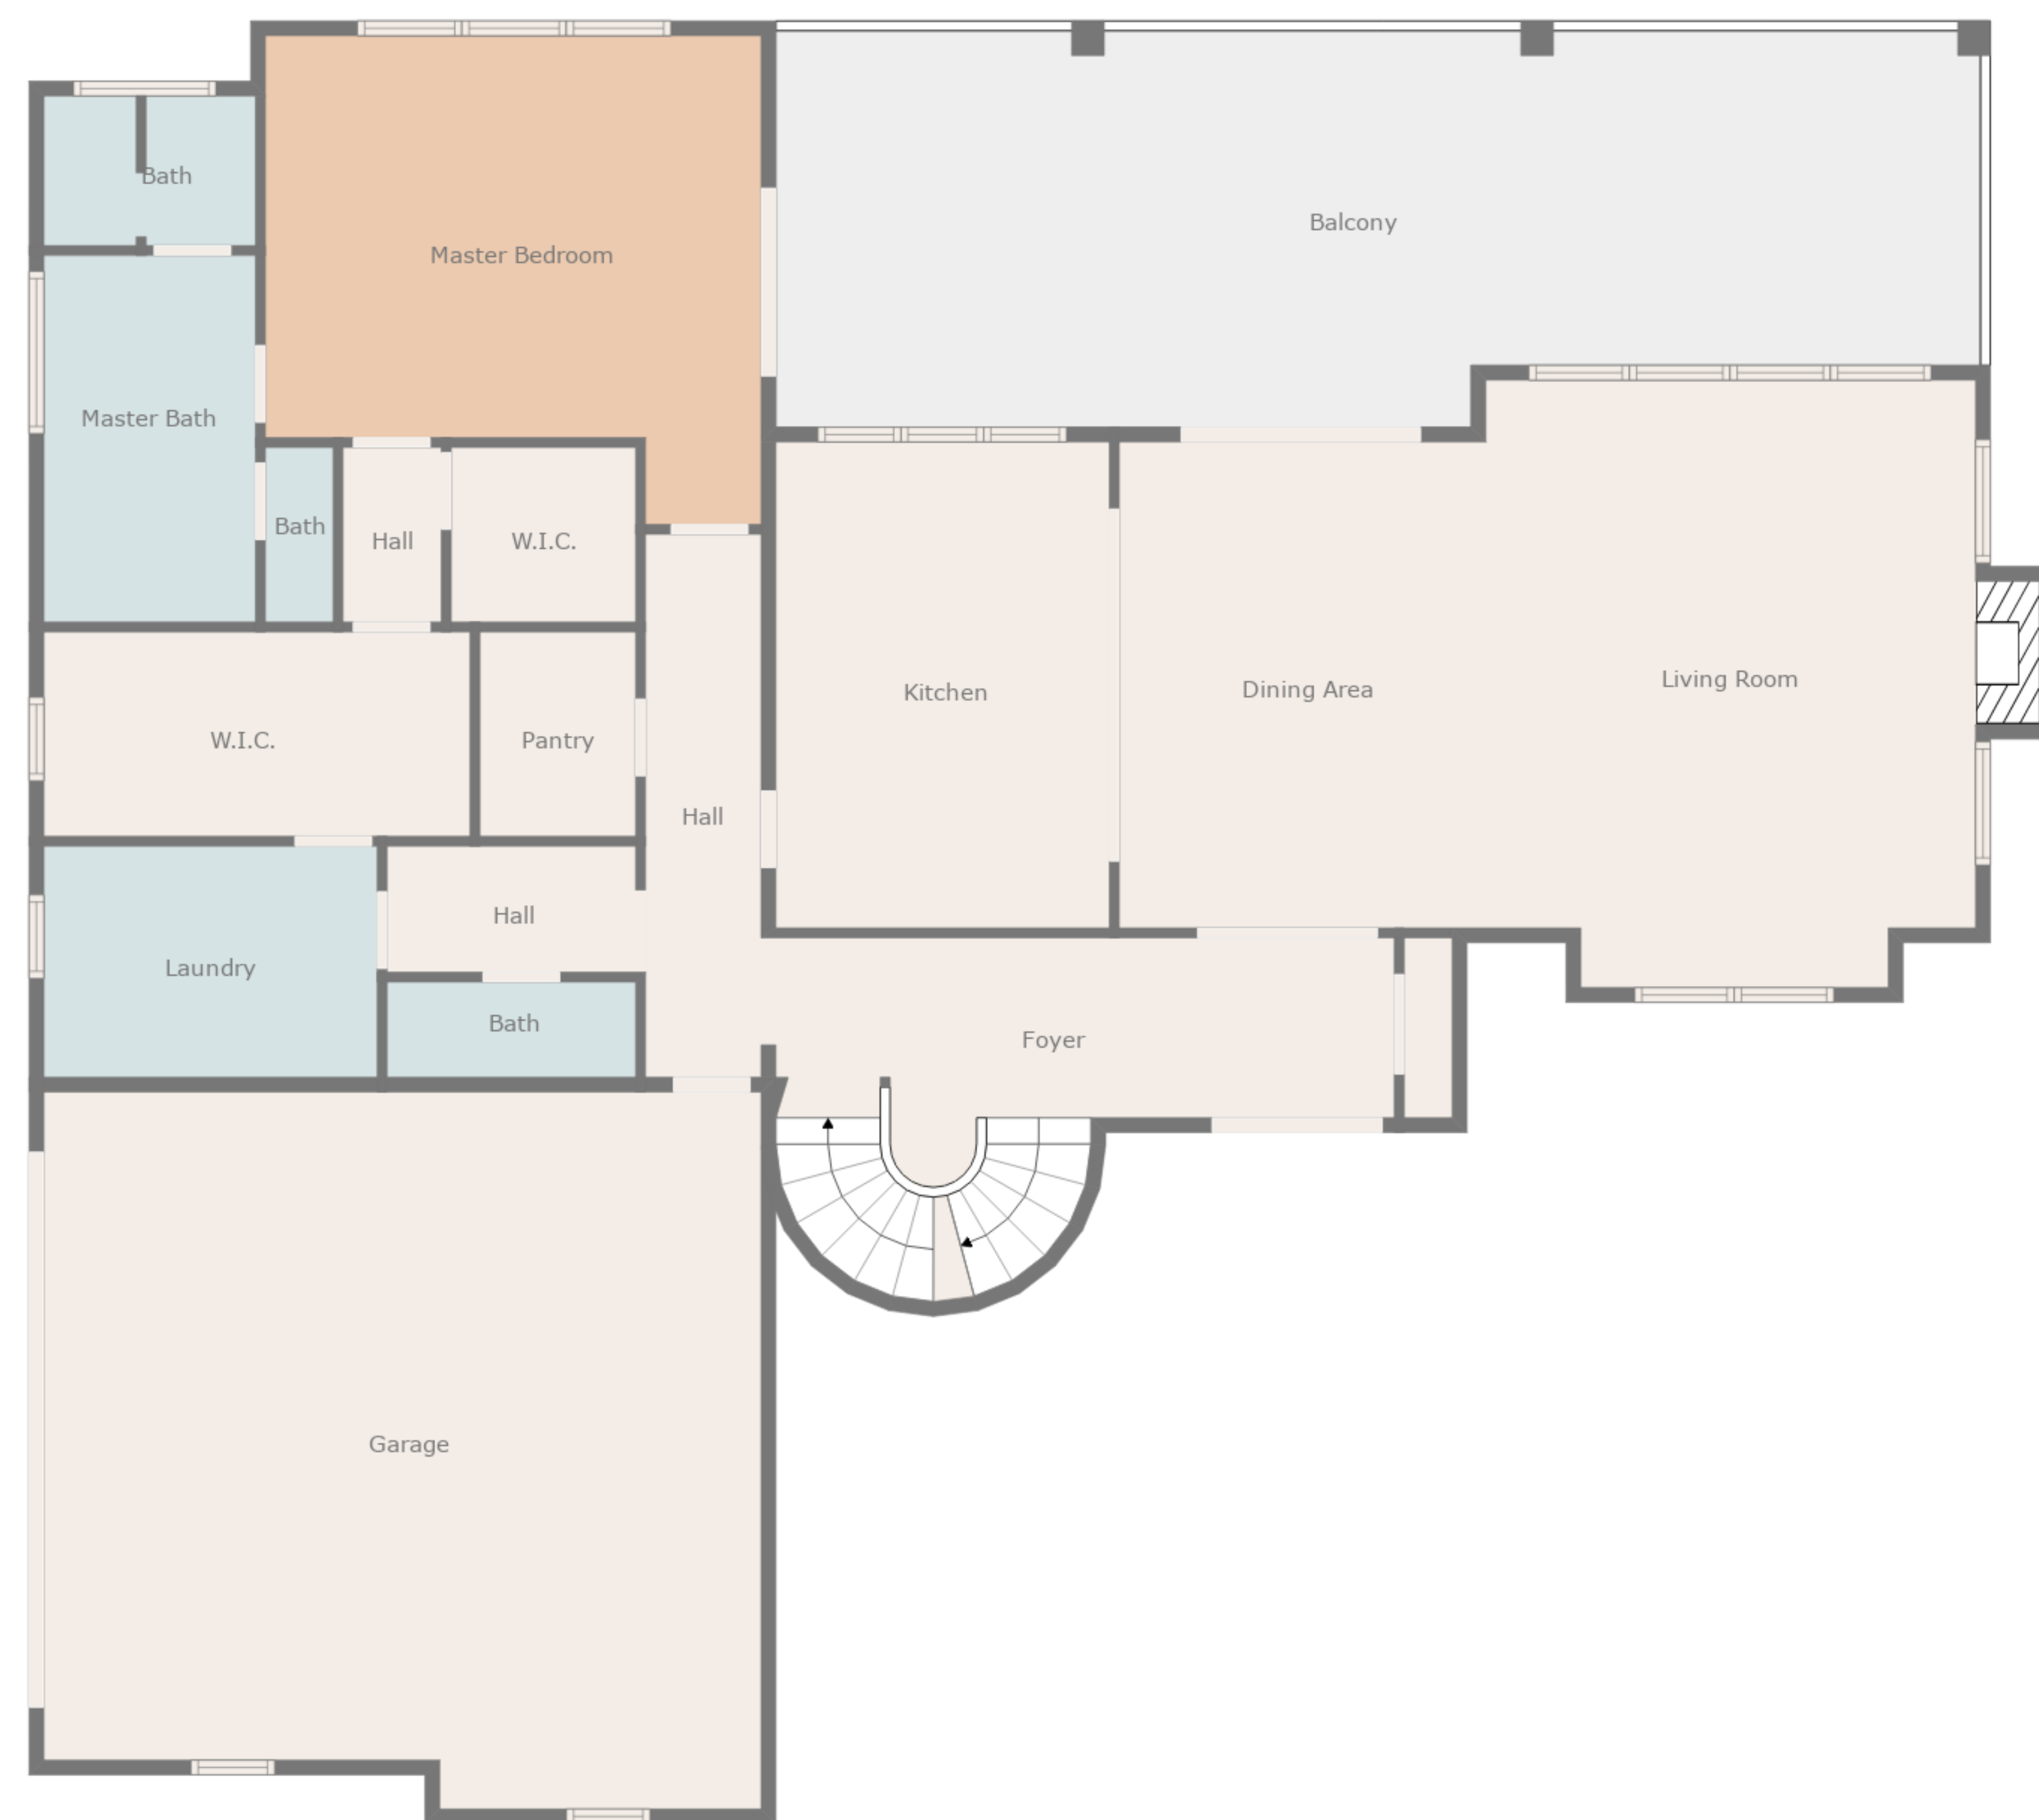 Bath
Balcony
Master Bedroom
Master Bath
Bath
Hall
W.I.C.
Living Room
Dining Area
Kitchen
W.I.C.
Pantry
Hall
Hall
Laundry
Bath
Foyer
Garage